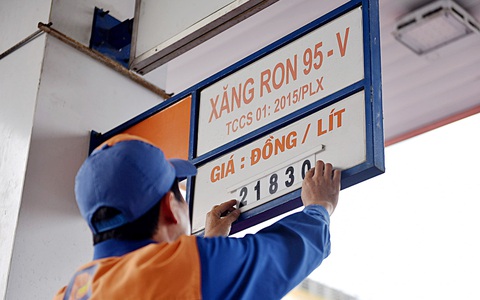 XĂNG RON 95 - V
TCCS 01: 2015/PLX
GIÁ : ĐỒNG / LÍT
21830